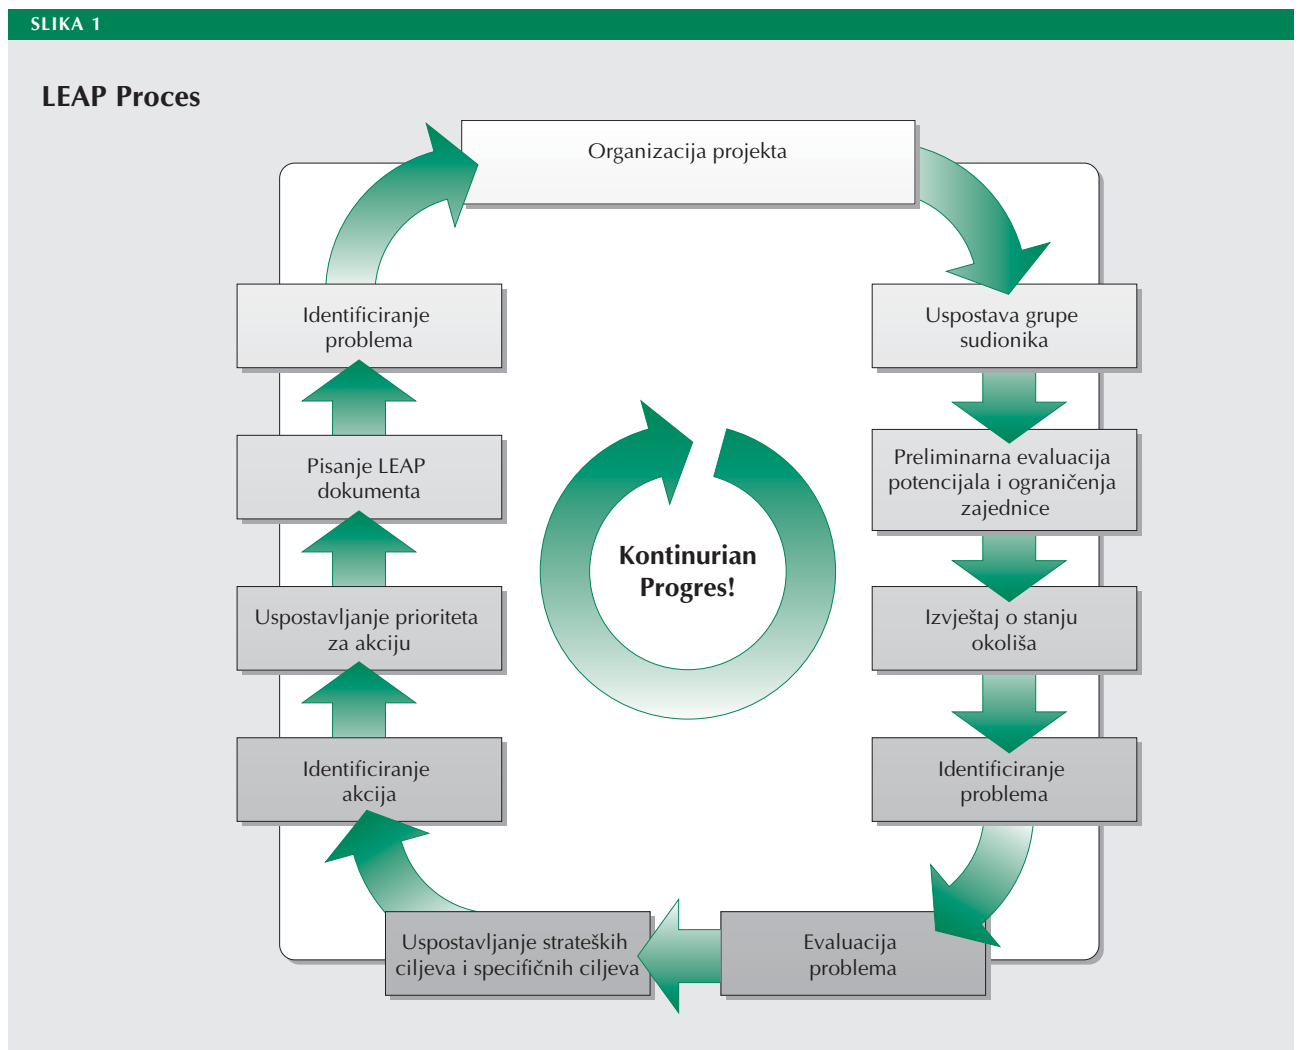 SLIKA 1
LEAP Proces
Organizacija projekta
Uspostava grupe
sudionika
Preliminarna evaluacija
potencijala i ograničenja
zajednice
Izvještaj o stanju
okoliša
Identificiranje
problema
Evaluacija
problema
Uspostavljanje strateških
ciljeva i specifičnih ciljeva
Identificiranje
akcija
Uspostavljanje prioriteta
za akciju
Pisanje LEAP
dokumenta
Identificiranje
problema
Kontinurian
Progres!